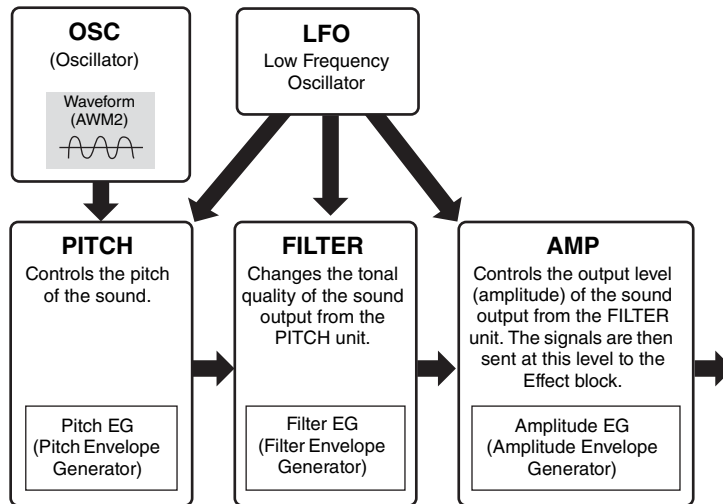 OSC
(Oscillator)
Waveform
(AWM2)
LFO
Low Frequency
Oscillator
PITCH
Controls the pitch
of the sound.
Pitch EG
(Pitch Envelope
Generator)
FILTER
Changes the tonal
quality of the sound
output from the
PITCH unit.
Filter EG
(Filter Envelope
Generator)
AMP
Controls the output level
(amplitude) of the sound
output from the FILTER
unit. The signals are then
sent at this level to the
Effect block.
Amplitude EG
(Amplitude Envelope
Generator)